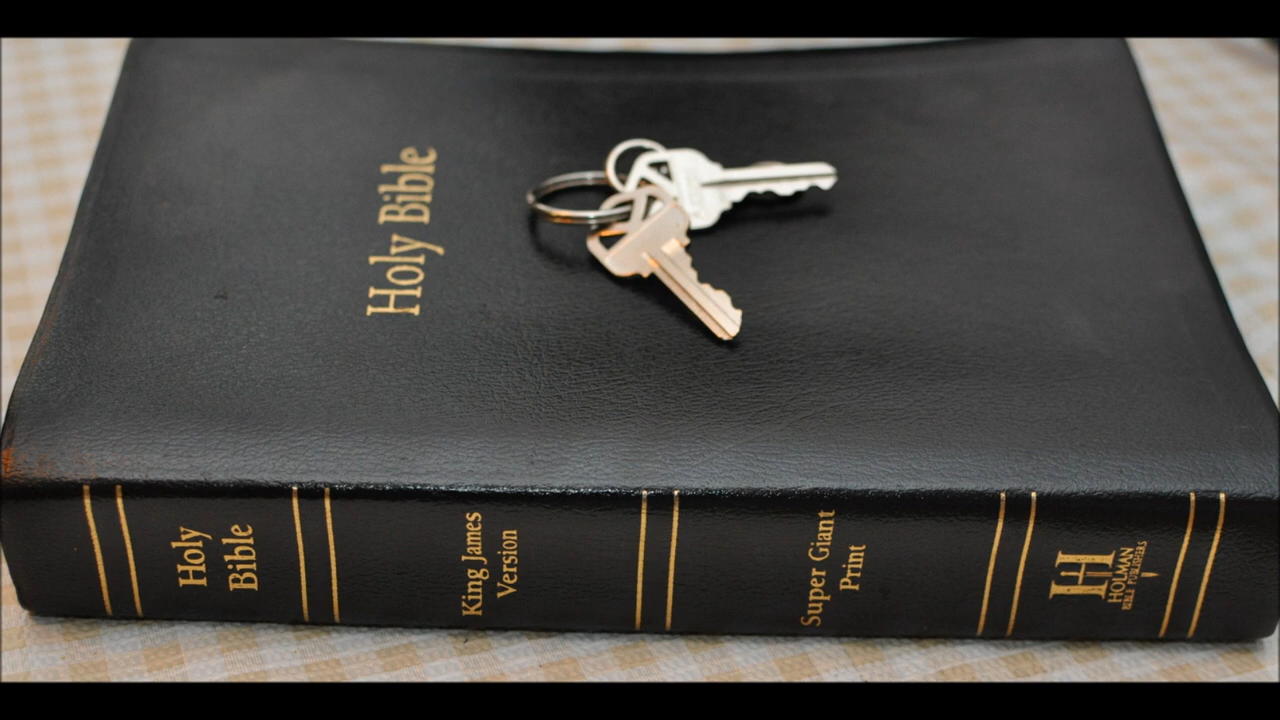 Holy Bible
Holy
Bible
King James
Version
Super Giant
Print
HOLMAN
BIBLE PUBLISHERS